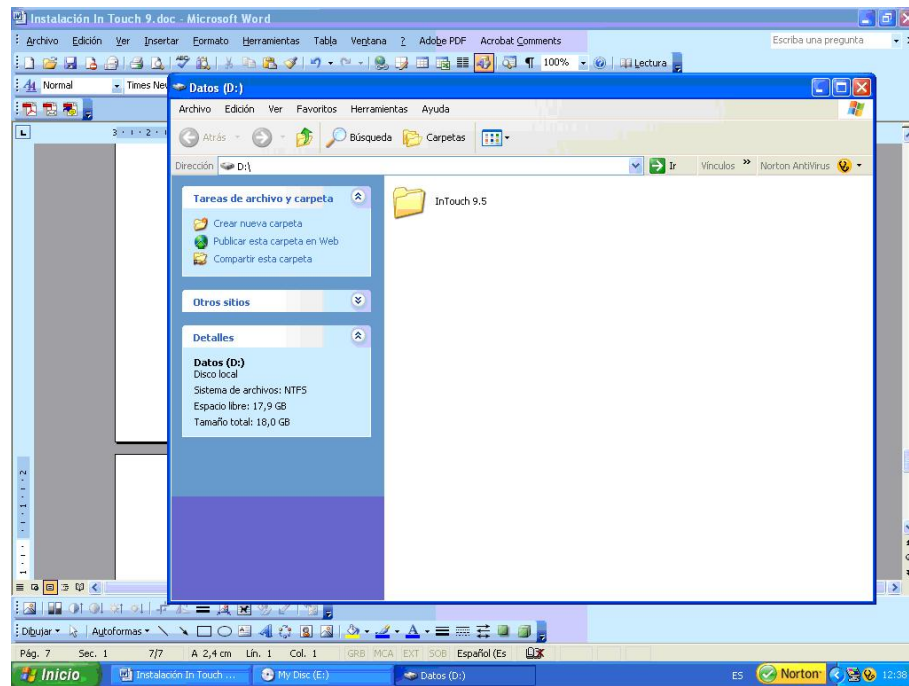 Instalación In Touch 9.doc - Microsoft Word
Archivo Edición Ver Insertar Formato Herramientas Tabla Ventana ? Adobe PDF Acrobat Comments Escriba una pregunta
100% Lectura
Normal Times New
Datos (D:)
Archivo Edición Ver Favoritos Herramientas Ayuda
Atrás Búsqueda Carpetas
Dirección D:\ Ir Vínculos » Norton AntiVirus
3 · 1 · 2 · 1
Tareas de archivo y carpeta
Crear nueva carpeta
Publicar esta carpeta en Web
Compartir esta carpeta
Otros sitios
Detalles
Datos (D:)
Disco local
Sistema de archivos: NTFS
Espacio libre: 17,9 GB
Tamaño total: 18,0 GB
InTouch 9.5
Dibujar Autoformas
Pág. 7 Sec. 1 7/7 A 2,4 cm Lín. 1 Col. 1 GRB MCA EXT SOB Español (Es
Inicio Instalación In Touch ... My Disc (E:) Datos (D:) ES Norton 12:38